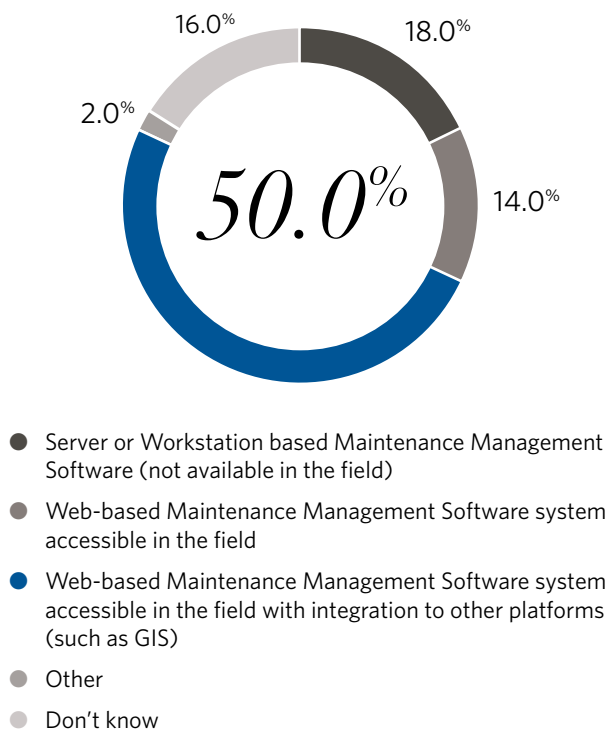 16.0%
18.0%
2.0%
50.0%
14.0%
Server or Workstation based Maintenance Management
Software (not available in the field)
Web-based Maintenance Management Software system
accessible in the field
Web-based Maintenance Management Software system
accessible in the field with integration to other platforms
(such as GIS)
Other
Don't know